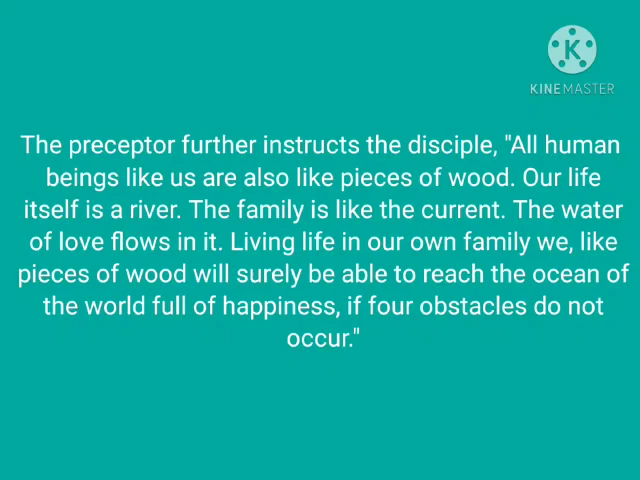 KINEMASTER
The preceptor further instructs the disciple, "All human
beings like us are also like pieces of wood. Our life
itself is a river. The family is like the current. The water
of love flows in it. Living life in our own family we, like
pieces of wood will surely be able to reach the ocean of
the world full of happiness, if four obstacles do not
occur."